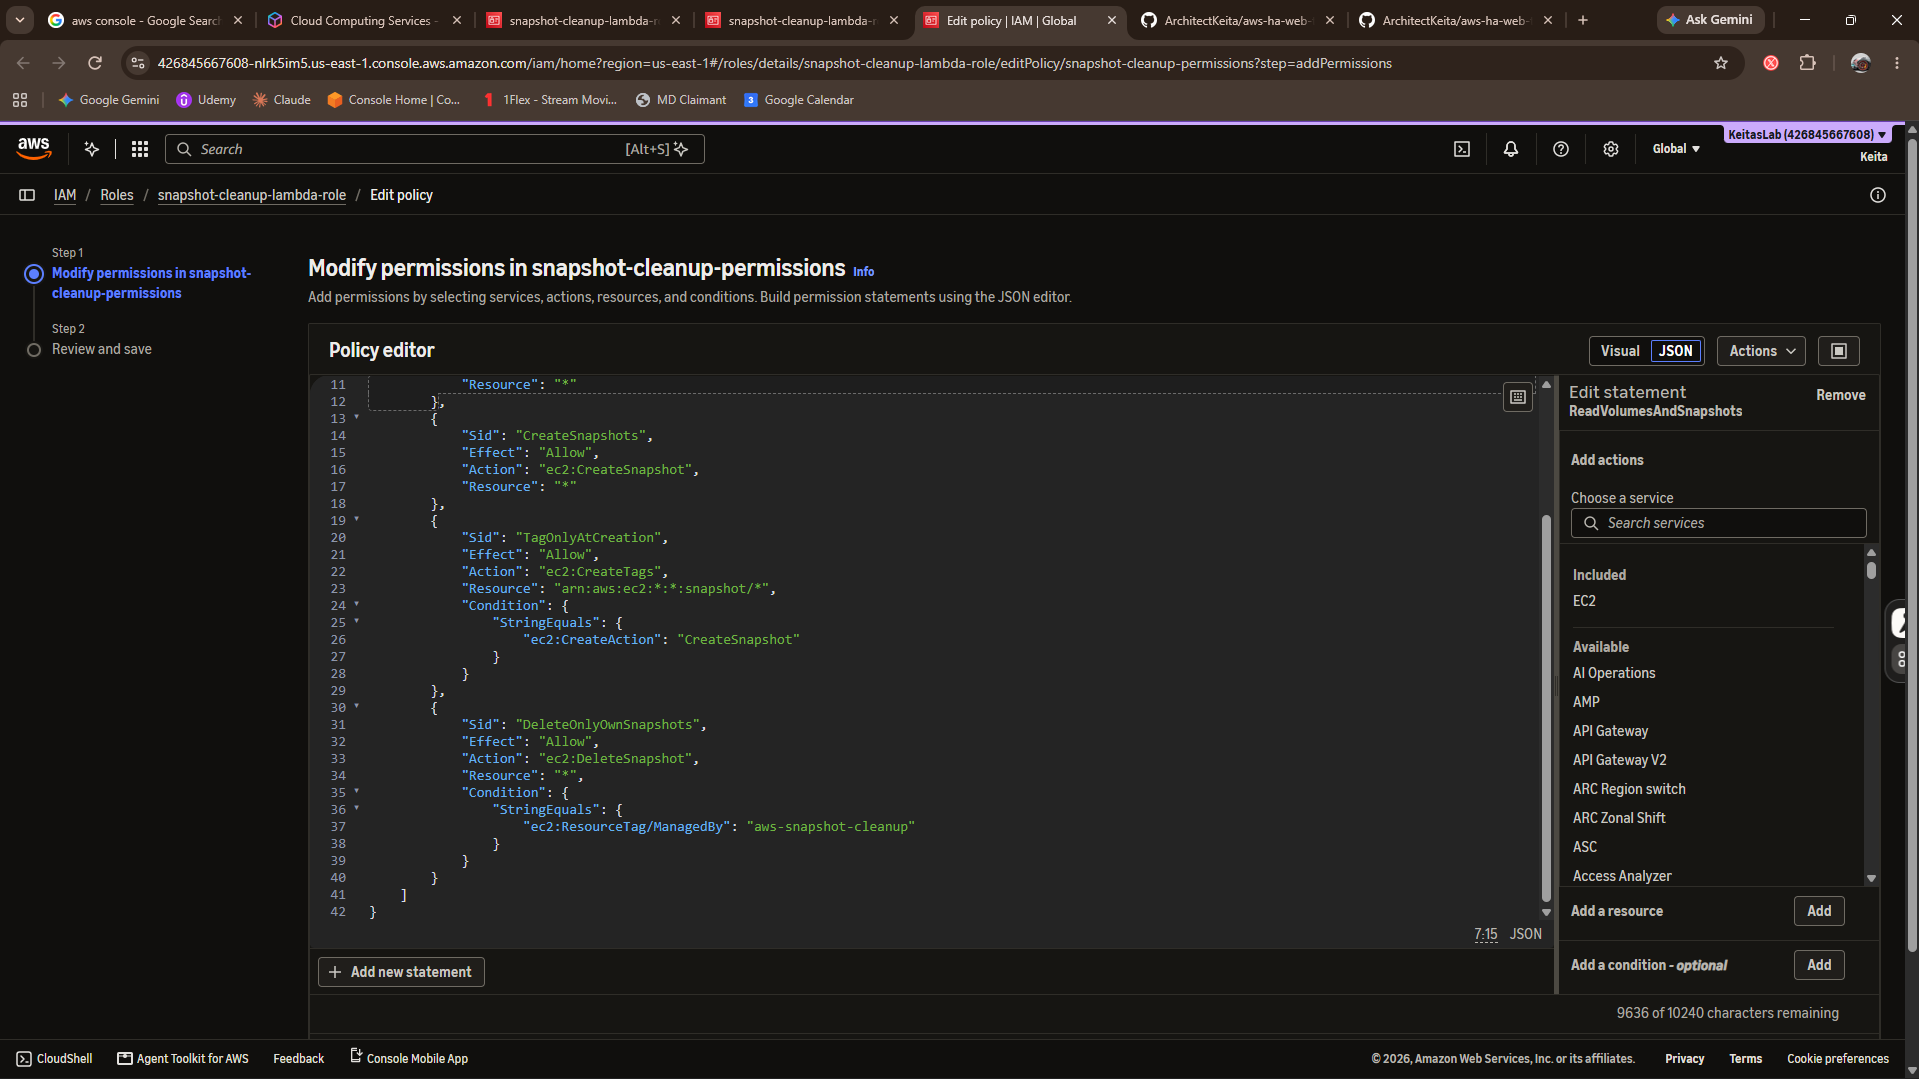 aws console - Google Searc
Cloud Computing Services -
snapshot-cleanup-lambda-r
snapshot-cleanup-lambda-r
Edit policy | IAM | Global
ArchitectKeita/aws-ha-web-
ArchitectKeita/aws-ha-web-
Ask Gemini
426845667608-nlrk5im5.us-east-1.console.aws.amazon.com/iam/home?region=us-east-1#/roles/details/snapshot-cleanup-lambda-role/editPolicy/snapshot-cleanup-permissions?step=addPermissions
Google Gemini
Udemy
Claude
Console Home | Co...
1Flex - Stream Movi...
MD Claimant
Google Calendar
aws
Search
[Alt+S]
Global
KeitasLab (426845667608)
Keita
IAM / Roles / snapshot-cleanup-lambda-role / Edit policy
Step 1
Modify permissions in snapshot-
cleanup-permissions
Step 2
Review and save
Modify permissions in snapshot-cleanup-permissions Info
Add permissions by selecting services, actions, resources, and conditions. Build permission statements using the JSON editor.
Policy editor
Visual
JSON
Actions
11 "Resource": "*"
12 },
13 {
14 "Sid": "CreateSnapshots",
15 "Effect": "Allow",
16 "Action": "ec2:CreateSnapshot",
17 "Resource": "*"
18 },
19 {
20 "Sid": "TagOnlyAtCreation",
21 "Effect": "Allow",
22 "Action": "ec2:CreateTags",
23 "Resource": "arn:aws:ec2:*:*:snapshot/*",
24 "Condition": {
25 "StringEquals": {
26 "ec2:CreateAction": "CreateSnapshot"
27 }
28 }
29 },
30 {
31 "Sid": "DeleteOnlyOwnSnapshots",
32 "Effect": "Allow",
33 "Action": "ec2:DeleteSnapshot",
34 "Resource": "*",
35 "Condition": {
36 "StringEquals": {
37 "ec2:ResourceTag/ManagedBy": "aws-snapshot-cleanup"
38 }
39 }
40 }
41 ]
42 }
7:15 JSON
Add new statement
Edit statement
ReadVolumesAndSnapshots
Remove
Add actions
Choose a service
Search services
Included
EC2
Available
AI Operations
AMP
API Gateway
API Gateway V2
ARC Region switch
ARC Zonal Shift
ASC
Access Analyzer
Add a resource
Add
Add a condition - optional
Add
9636 of 10240 characters remaining
CloudShell
Agent Toolkit for AWS
Feedback
Console Mobile App
© 2026, Amazon Web Services, Inc. or its affiliates.
Privacy
Terms
Cookie preferences